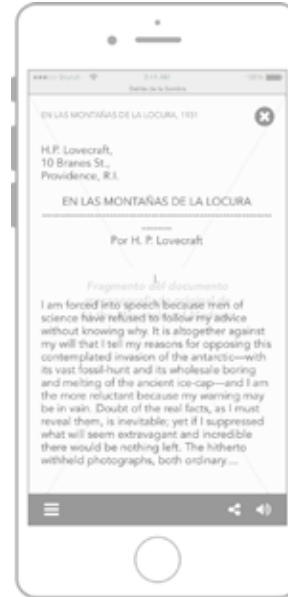 9:41 AM
EN LAS MONTAÑAS DE LA LOCURA, 1931
H.P. Lovecraft,
10 Branes St.,
Providence, R.I.
EN LAS MONTAÑAS DE LA LOCURA
Por H. P. Lovecraft
Fragmento del documento
I.
I am forced into speech because men of
science have refused to follow my advice
without knowing why. It is altogether against
my will that I tell my reasons for opposing this
contemplated invasion of the antarctic—with
its vast fossil-hunt and its wholesale boring
and melting of the ancient ice-cap—and I am
the more reluctant because my warning may
be in vain. Doubt of the real facts, as I must
reveal them, is inevitable; yet if I suppressed
what will seem extravagant and incredible
there would be nothing left. The hitherto
withheld photographs, both ordinary ...